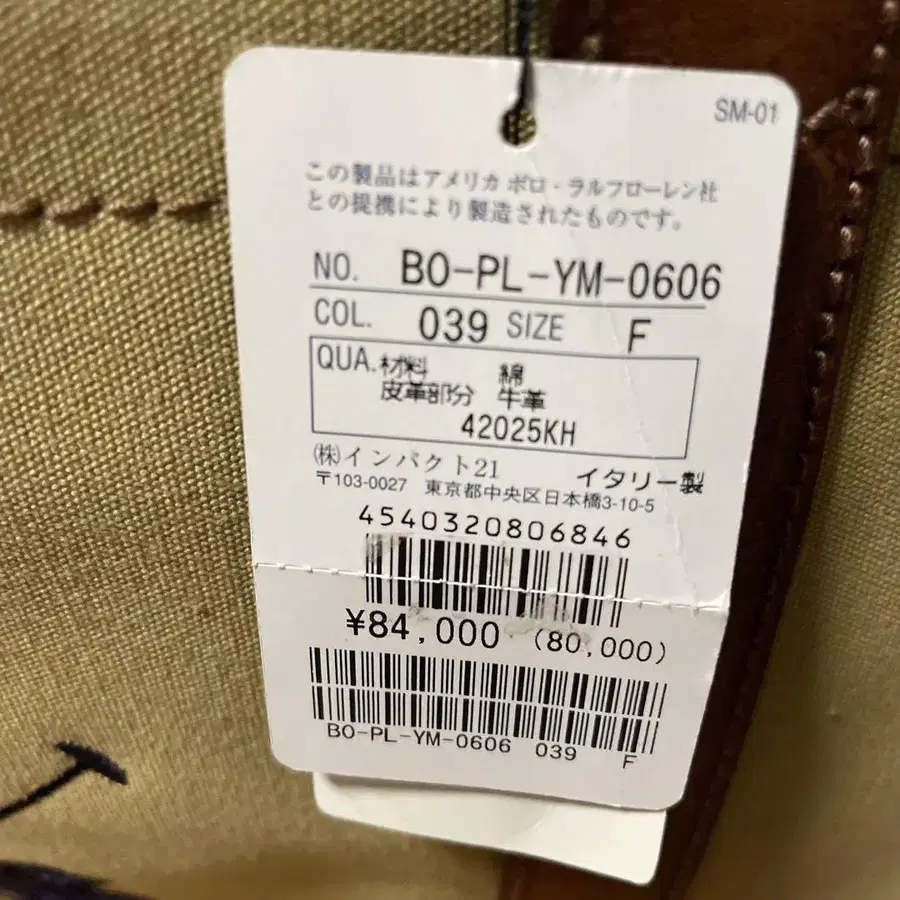 SM-01
この製品はアメリカ ポロ・ラルフローレン社
との提携により製造されたものです。
NO. BO-PL-YM-0606
COL. 039 SIZE F
QUA. 材料 綿
皮革部分 牛革
42025KH
㈱インパクト21 イタリー製
〒103-0027 東京都中央区日本橋3-10-5
4540320806846
¥84,000 (80,000)
BO-PL-YM-0606 039 F